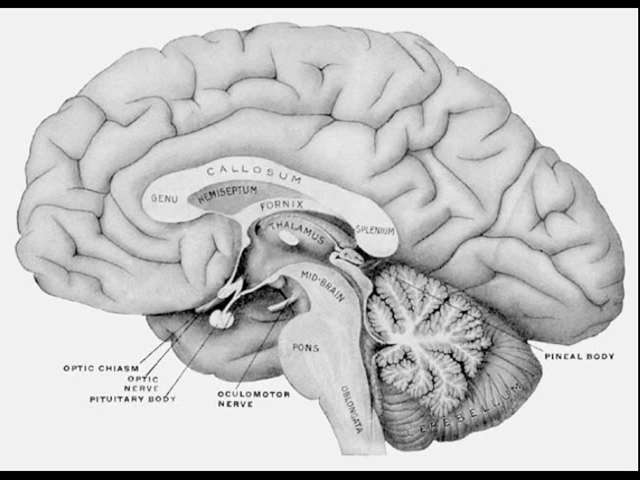 CALLOSUM
GENU
HEMISEPTUM
FORNIX
THALAMUS
SPLENIUM
MID-BRAIN
PONS
OBLONGATA
CEREBELLUM
PINEAL BODY
OPTIC CHIASM
OPTIC
NERVE
PITUITARY BODY
OCULOMOTOR
NERVE